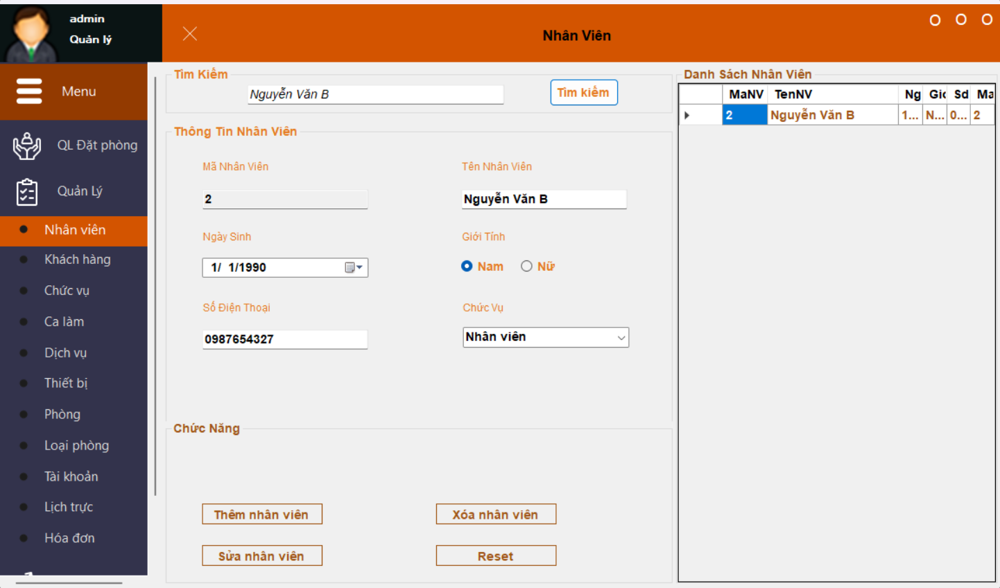 admin
Quản lý
Nhân Viên
O O O
Menu
QL Đặt phòng
Quản Lý
Nhân viên
Khách hàng
Chức vụ
Ca làm
Dịch vụ
Thiết bị
Phòng
Loại phòng
Tài khoản
Lịch trực
Hóa đơn
Tìm Kiếm
Nguyễn Văn B
Tìm kiếm
Thông Tin Nhân Viên
Mã Nhân Viên
Tên Nhân Viên
2
Nguyễn Văn B
Ngày Sinh
Giới Tính
1/ 1/1990
Nam
Nữ
Số Điện Thoại
Chức Vụ
0987654327
Nhân viên
Chức Năng
Thêm nhân viên
Xóa nhân viên
Sửa nhân viên
Reset
Danh Sách Nhân Viên
MaNV TenNV Ng Gio Sd Ma
2 Nguyễn Văn B 1... N... 0... 2